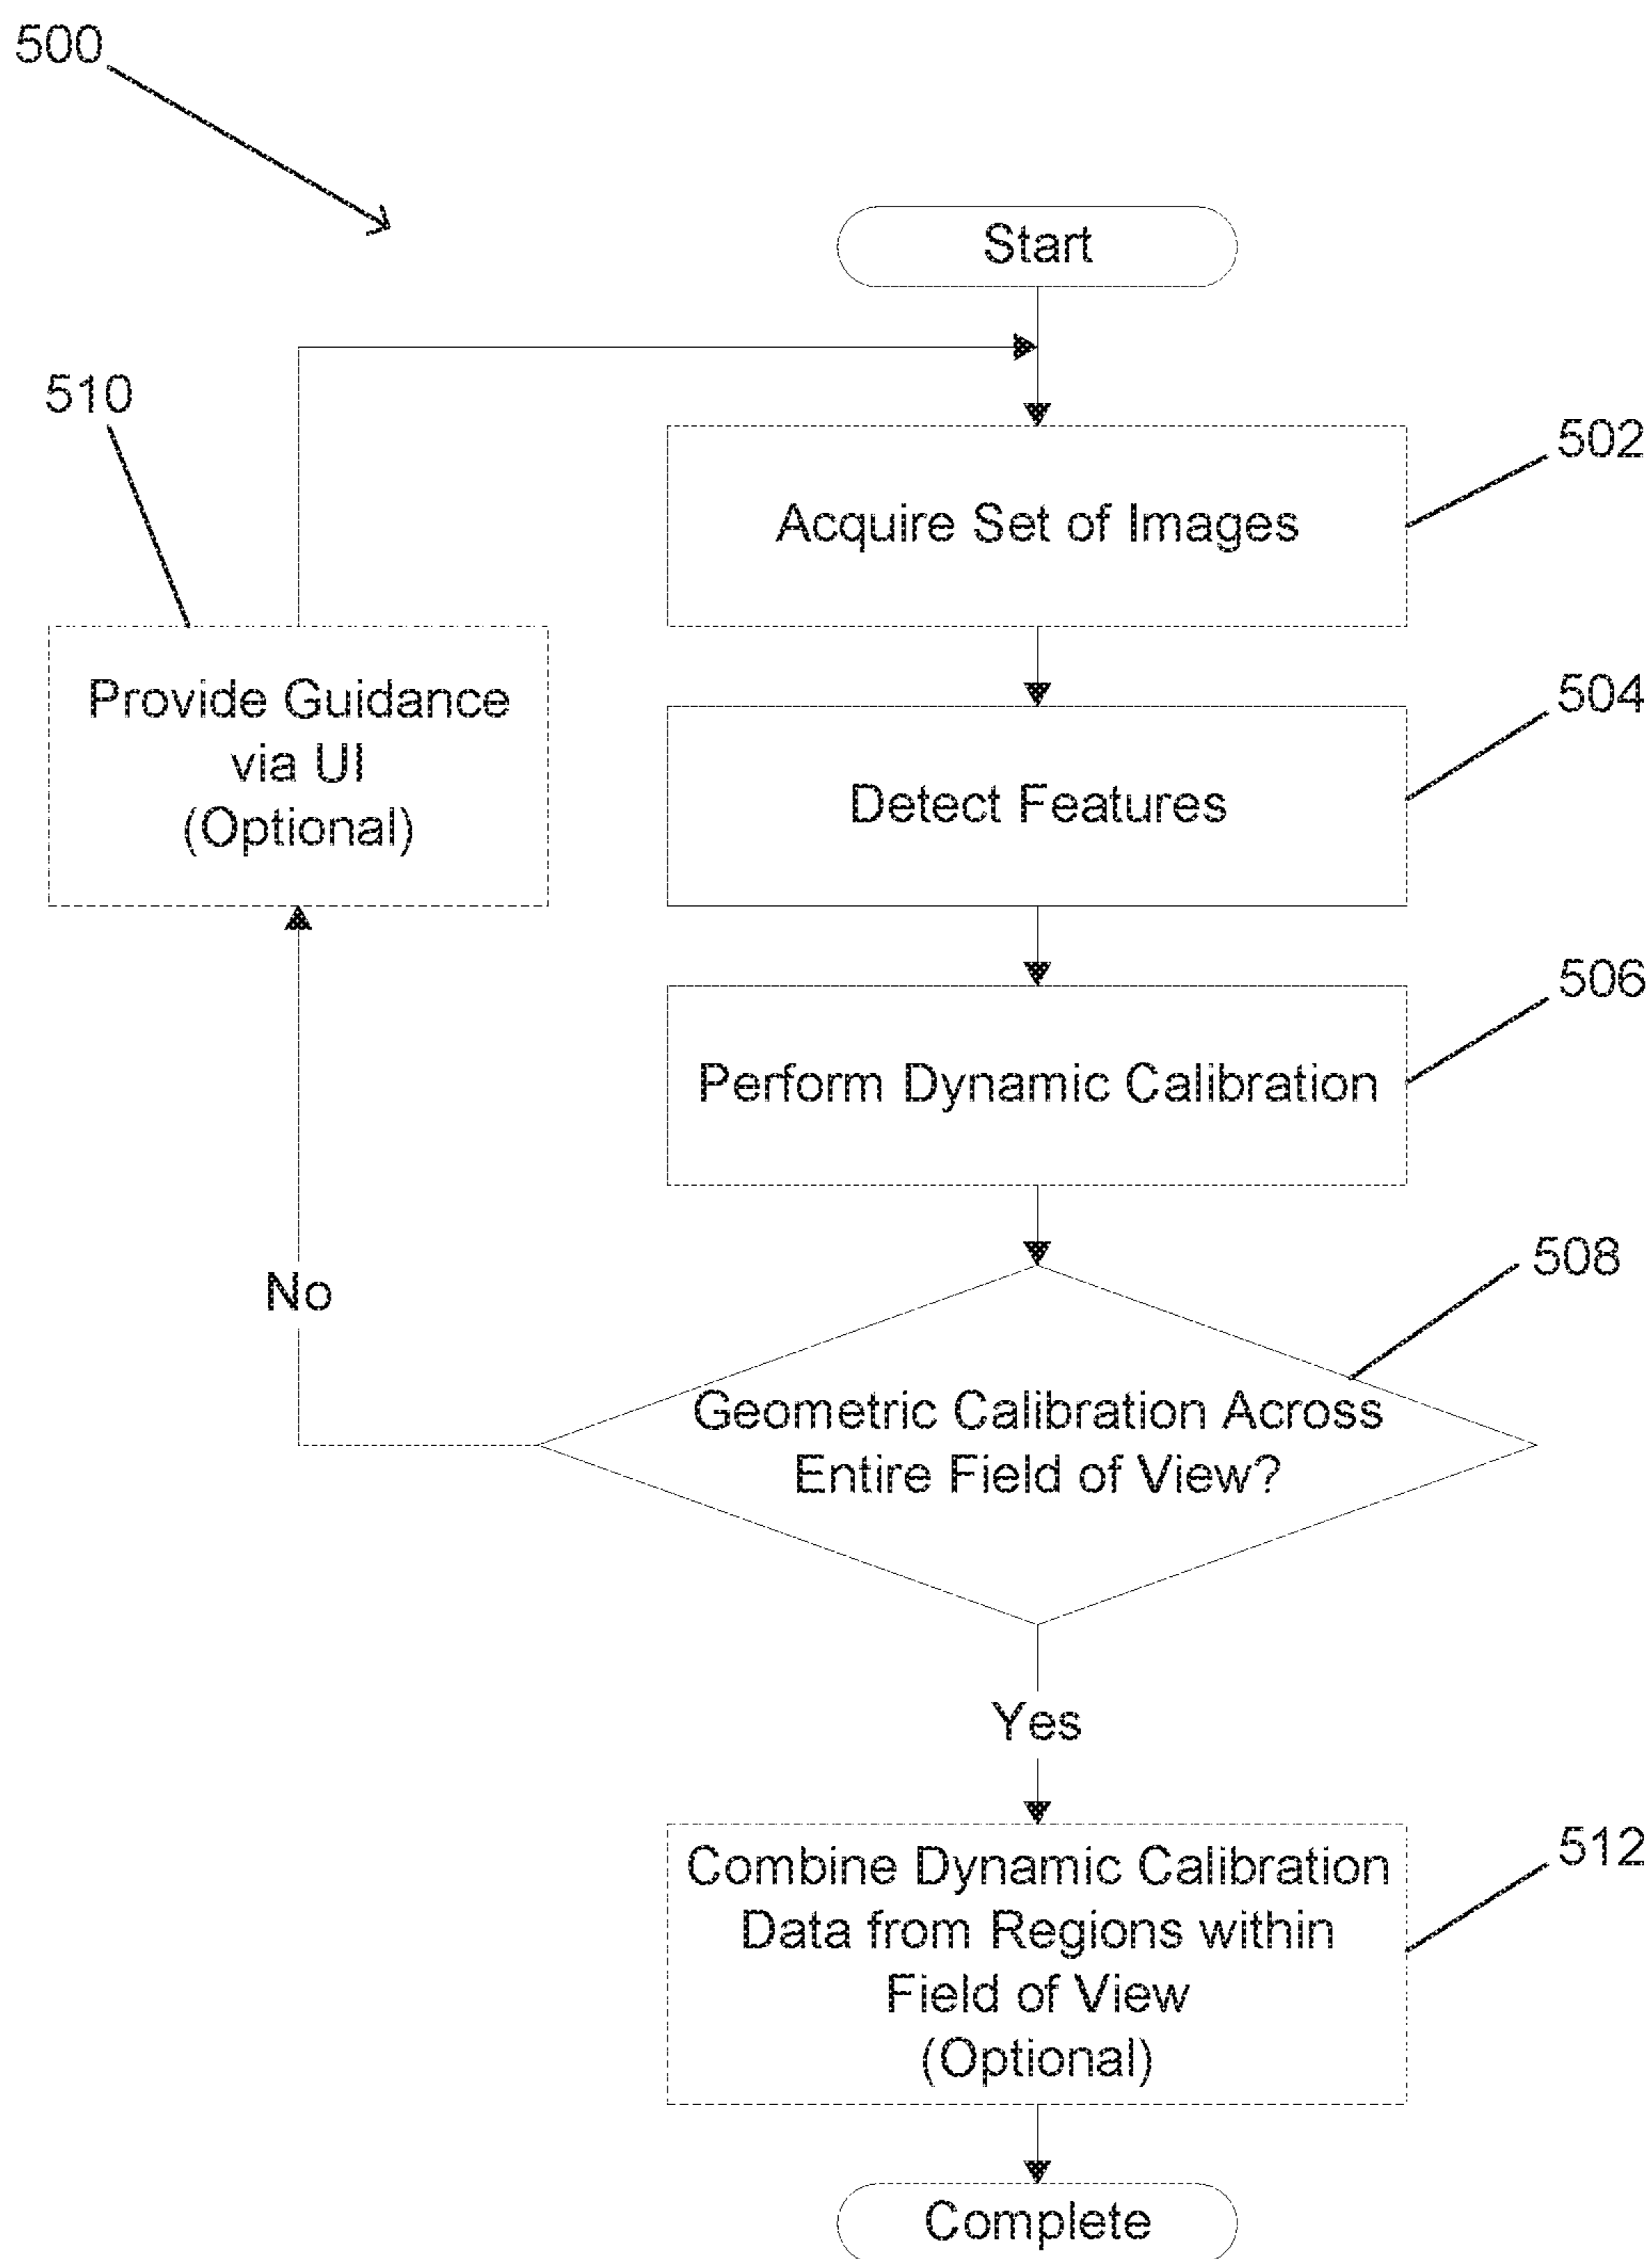 500
Start
510
502
Acquire Set of Images
Provide Guidance
via UI
(Optional)
504
Detect Features
506
Perform Dynamic Calibration
508
No
Geometric Calibration Across
Entire Field of View?
Yes
512
Combine Dynamic Calibration
Data from Regions within
Field of View
(Optional)
Complete